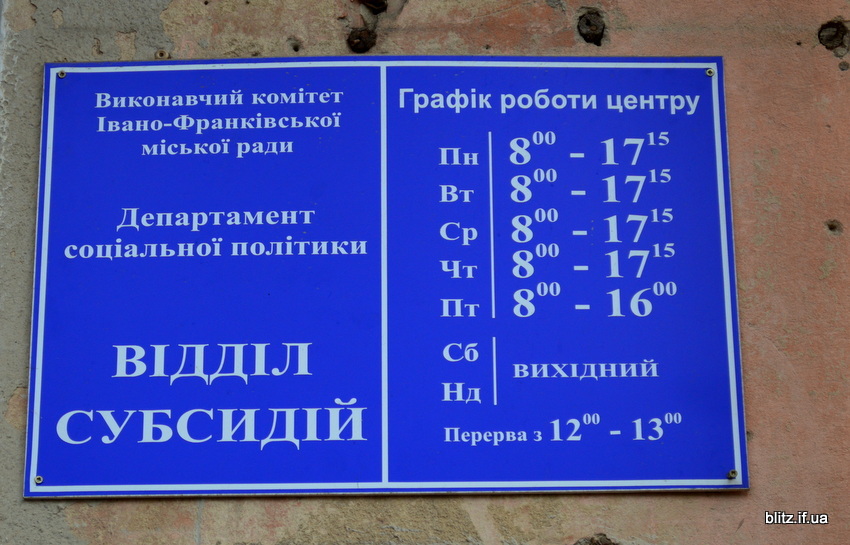 Виконавчий комітет
Івано-Франківської
міської ради
Департамент
соціальної політики
ВІДДІЛ
СУБСИДІЙ
Графік роботи центру
Пн 8⁰⁰ - 17¹⁵
Вт 8⁰⁰ - 17¹⁵
Ср 8⁰⁰ - 17¹⁵
Чт 8⁰⁰ - 17¹⁵
Пт 8⁰⁰ - 16⁰⁰
Сб
Нд
вихідний
Перерва з 12⁰⁰ - 13⁰⁰
blitz.if.ua